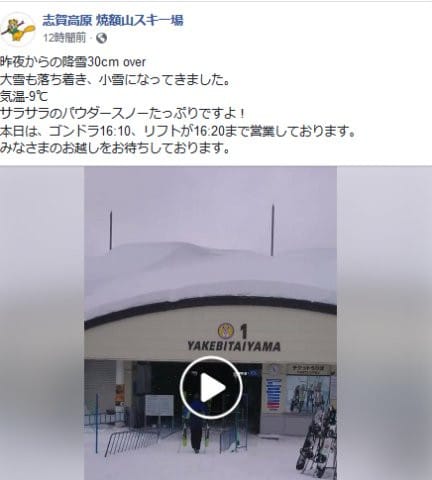 志賀高原 焼額山スキー場
12時間前
昨夜からの降雪30cm over
大雪も落ち着き、小雪になってきました。
気温-9℃
サラサラのパウダースノーたっぷりですよ！
本日は、ゴンドラ16:10、リフトが16:20まで営業しております。
みなさまのお越しをお待ちしております。
1
YAKEBITAIYAMA